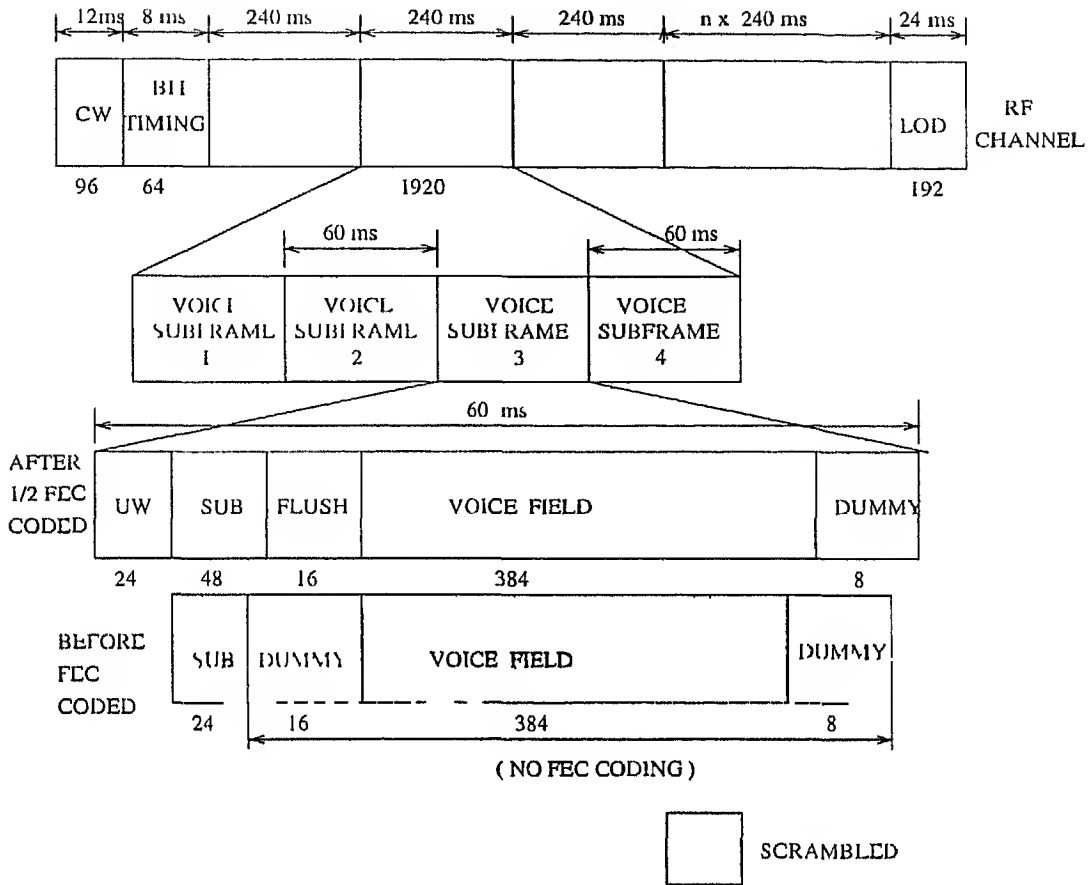 12ms 8 ms 240 ms 240 ms 240 ms n x 240 ms 24 ms
CW
BIT
TIMING
LOD
RF
CHANNEL
96 64 1920 192
60 ms 60 ms
VOICE
SUBFRAME
1
VOICE
SUBFRAME
2
VOICE
SUBFRAME
3
VOICE
SUBFRAME
4
60 ms
AFTER
1/2 FEC
CODED
UW SUB FLUSH VOICE FIELD DUMMY
24 48 16 384 8
BEFORE
FEC
CODED
SUB DUMMY VOICE FIELD DUMMY
24 16 384 8
( NO FEC CODING )
SCRAMBLED